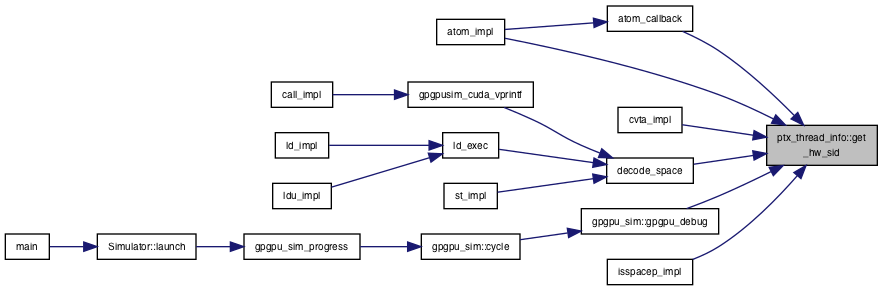 atom_callback
atom_impl
call_impl
gpgpusim_cuda_vprintf
cvta_impl
ptx_thread_info::get
_hw_sid
ld_impl
ld_exec
decode_space
ldu_impl
st_impl
gpgpu_sim::gpgpu_debug
main
Simulator::launch
gpgpu_sim_progress
gpgpu_sim::cycle
isspacep_impl